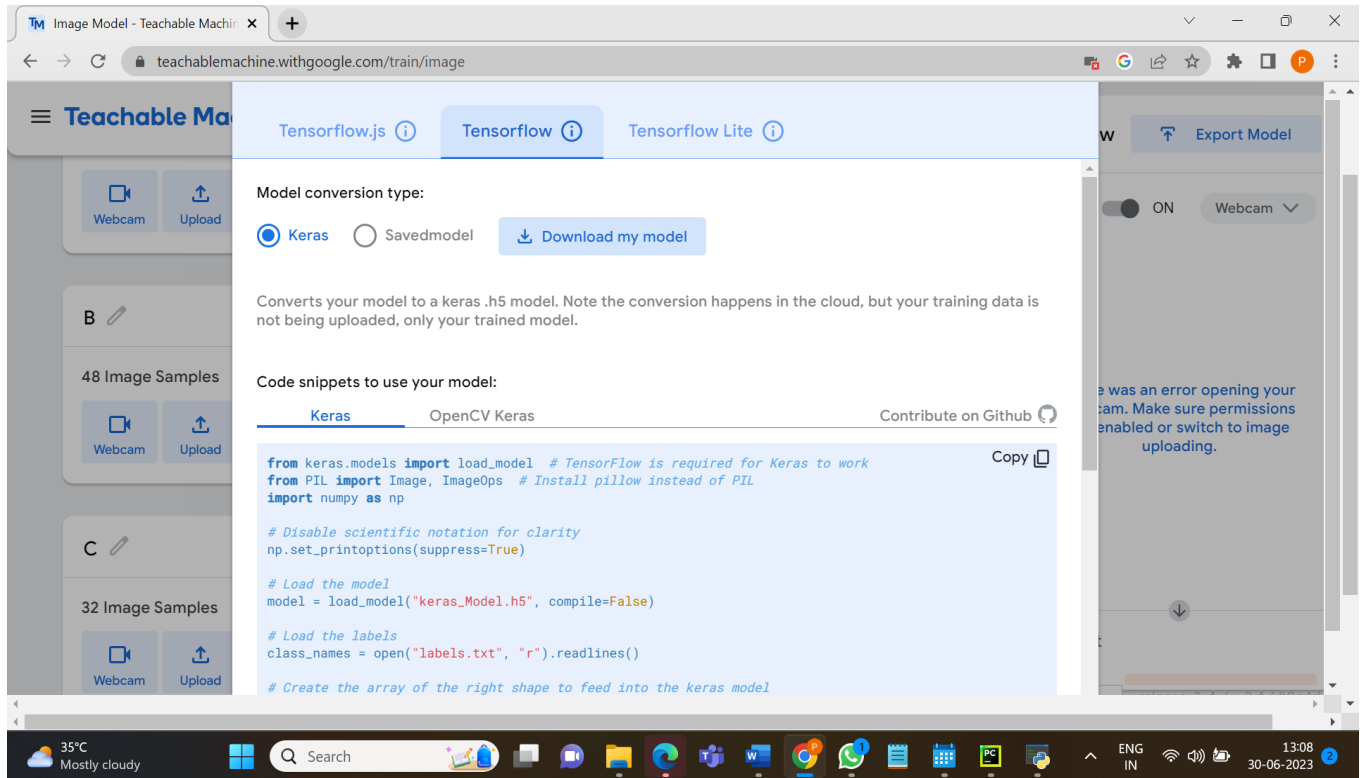 Image Model - Teachable Machin
teachablemachine.withgoogle.com/train/image
P
Teachable Ma
Tensorflow.js
Tensorflow
Tensorflow Lite
w
Export Model
Model conversion type:
Webcam
Upload
ON
Webcam
Keras
Savedmodel
Download my model
Converts your model to a keras .h5 model. Note the conversion happens in the cloud, but your training data is
not being uploaded, only your trained model.
B
48 Image Samples
Webcam
Upload
Code snippets to use your model:
Keras
OpenCV Keras
Contribute on Github
e was an error opening your
cam. Make sure permissions
enabled or switch to image
uploading.
Copy
from keras.models import load_model  # TensorFlow is required for Keras to work
from PIL import Image, ImageOps  # Install pillow instead of PIL
import numpy as np
# Disable scientific notation for clarity
np.set_printoptions(suppress=True)
# Load the model
model = load_model("keras_Model.h5", compile=False)
# Load the labels
class_names = open("labels.txt", "r").readlines()
# Create the array of the right shape to feed into the keras model
C
32 Image Samples
Webcam
Upload
35°C
Mostly cloudy
Search
1
ENG
IN
13:08
30-06-2023
2